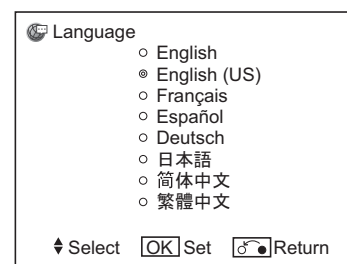 Language
English
English (US)
Français
Español
Deutsch
日本語
简体中文
繁體中文
Select OK Set Return